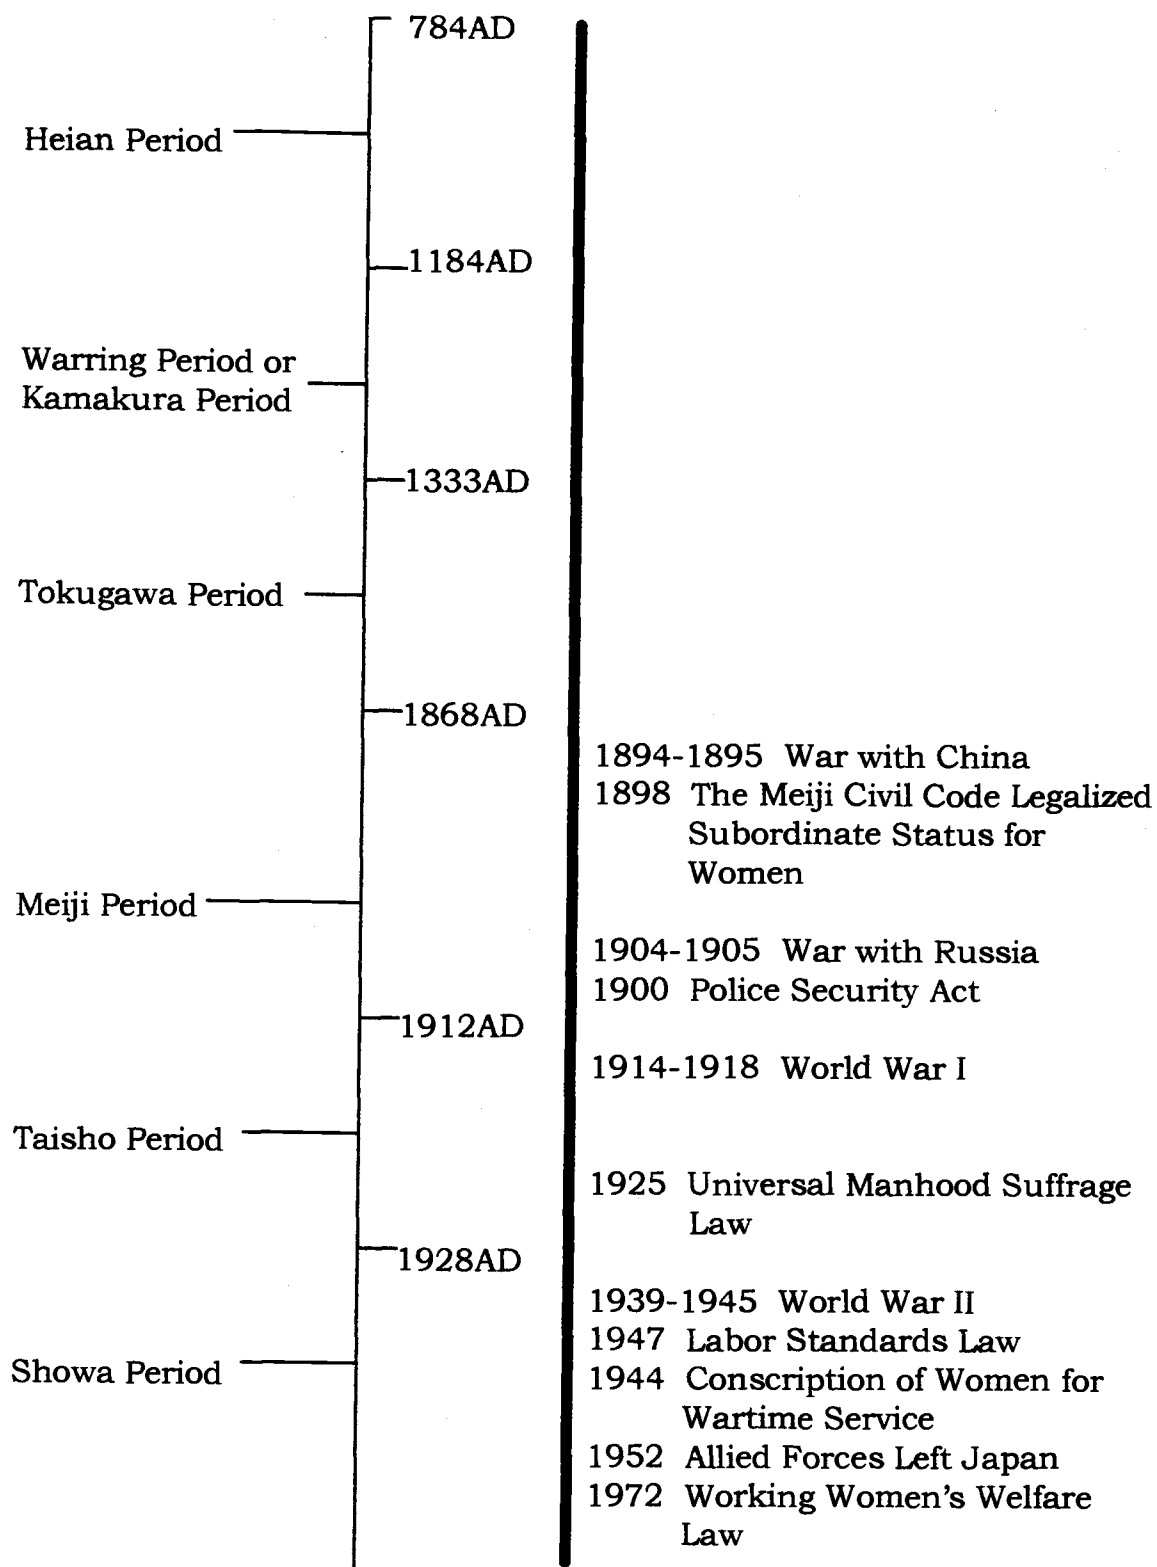 784AD
Heian Period
1184AD
Warring Period or
Kamakura Period
1333AD
Tokugawa Period
1868AD
1894-1895 War with China
1898 The Meiji Civil Code Legalized
Subordinate Status for
Women
Meiji Period
1904-1905 War with Russia
1900 Police Security Act
1912AD
1914-1918 World War I
Taisho Period
1925 Universal Manhood Suffrage
Law
1928AD
1939-1945 World War II
1947 Labor Standards Law
Showa Period
1944 Conscription of Women for
Wartime Service
1952 Allied Forces Left Japan
1972 Working Women's Welfare
Law